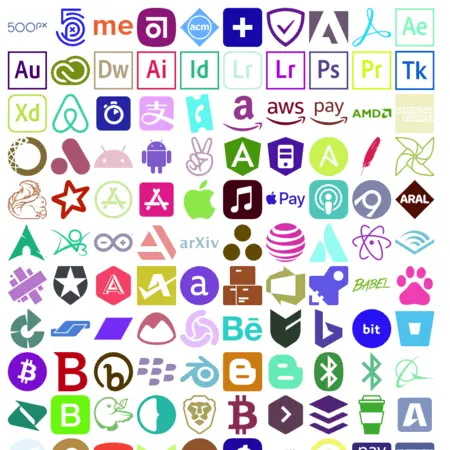 500px 5 me acm Ae
Au Dw Ai Id Lr Lr Ps Pr Tk
Xd a aws pay AMD
A A
Pay ARAL
arXiv
A a BABEL
Bē b bit
B b B
B B A
pay